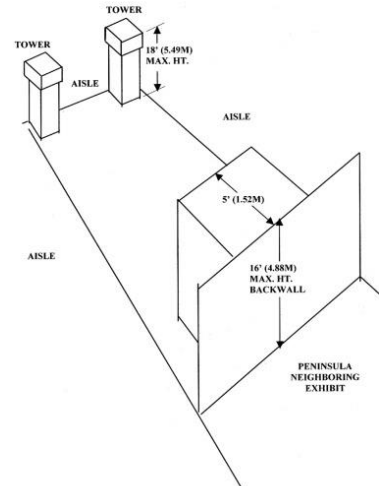 TOWER
TOWER
18' (5.49M)
MAX. HT.
AISLE
AISLE
5' (1.52M)
AISLE
16' (4.88M)
MAX. HT.
BACKWALL
PENINSULA
NEIGHBORING
EXHIBIT